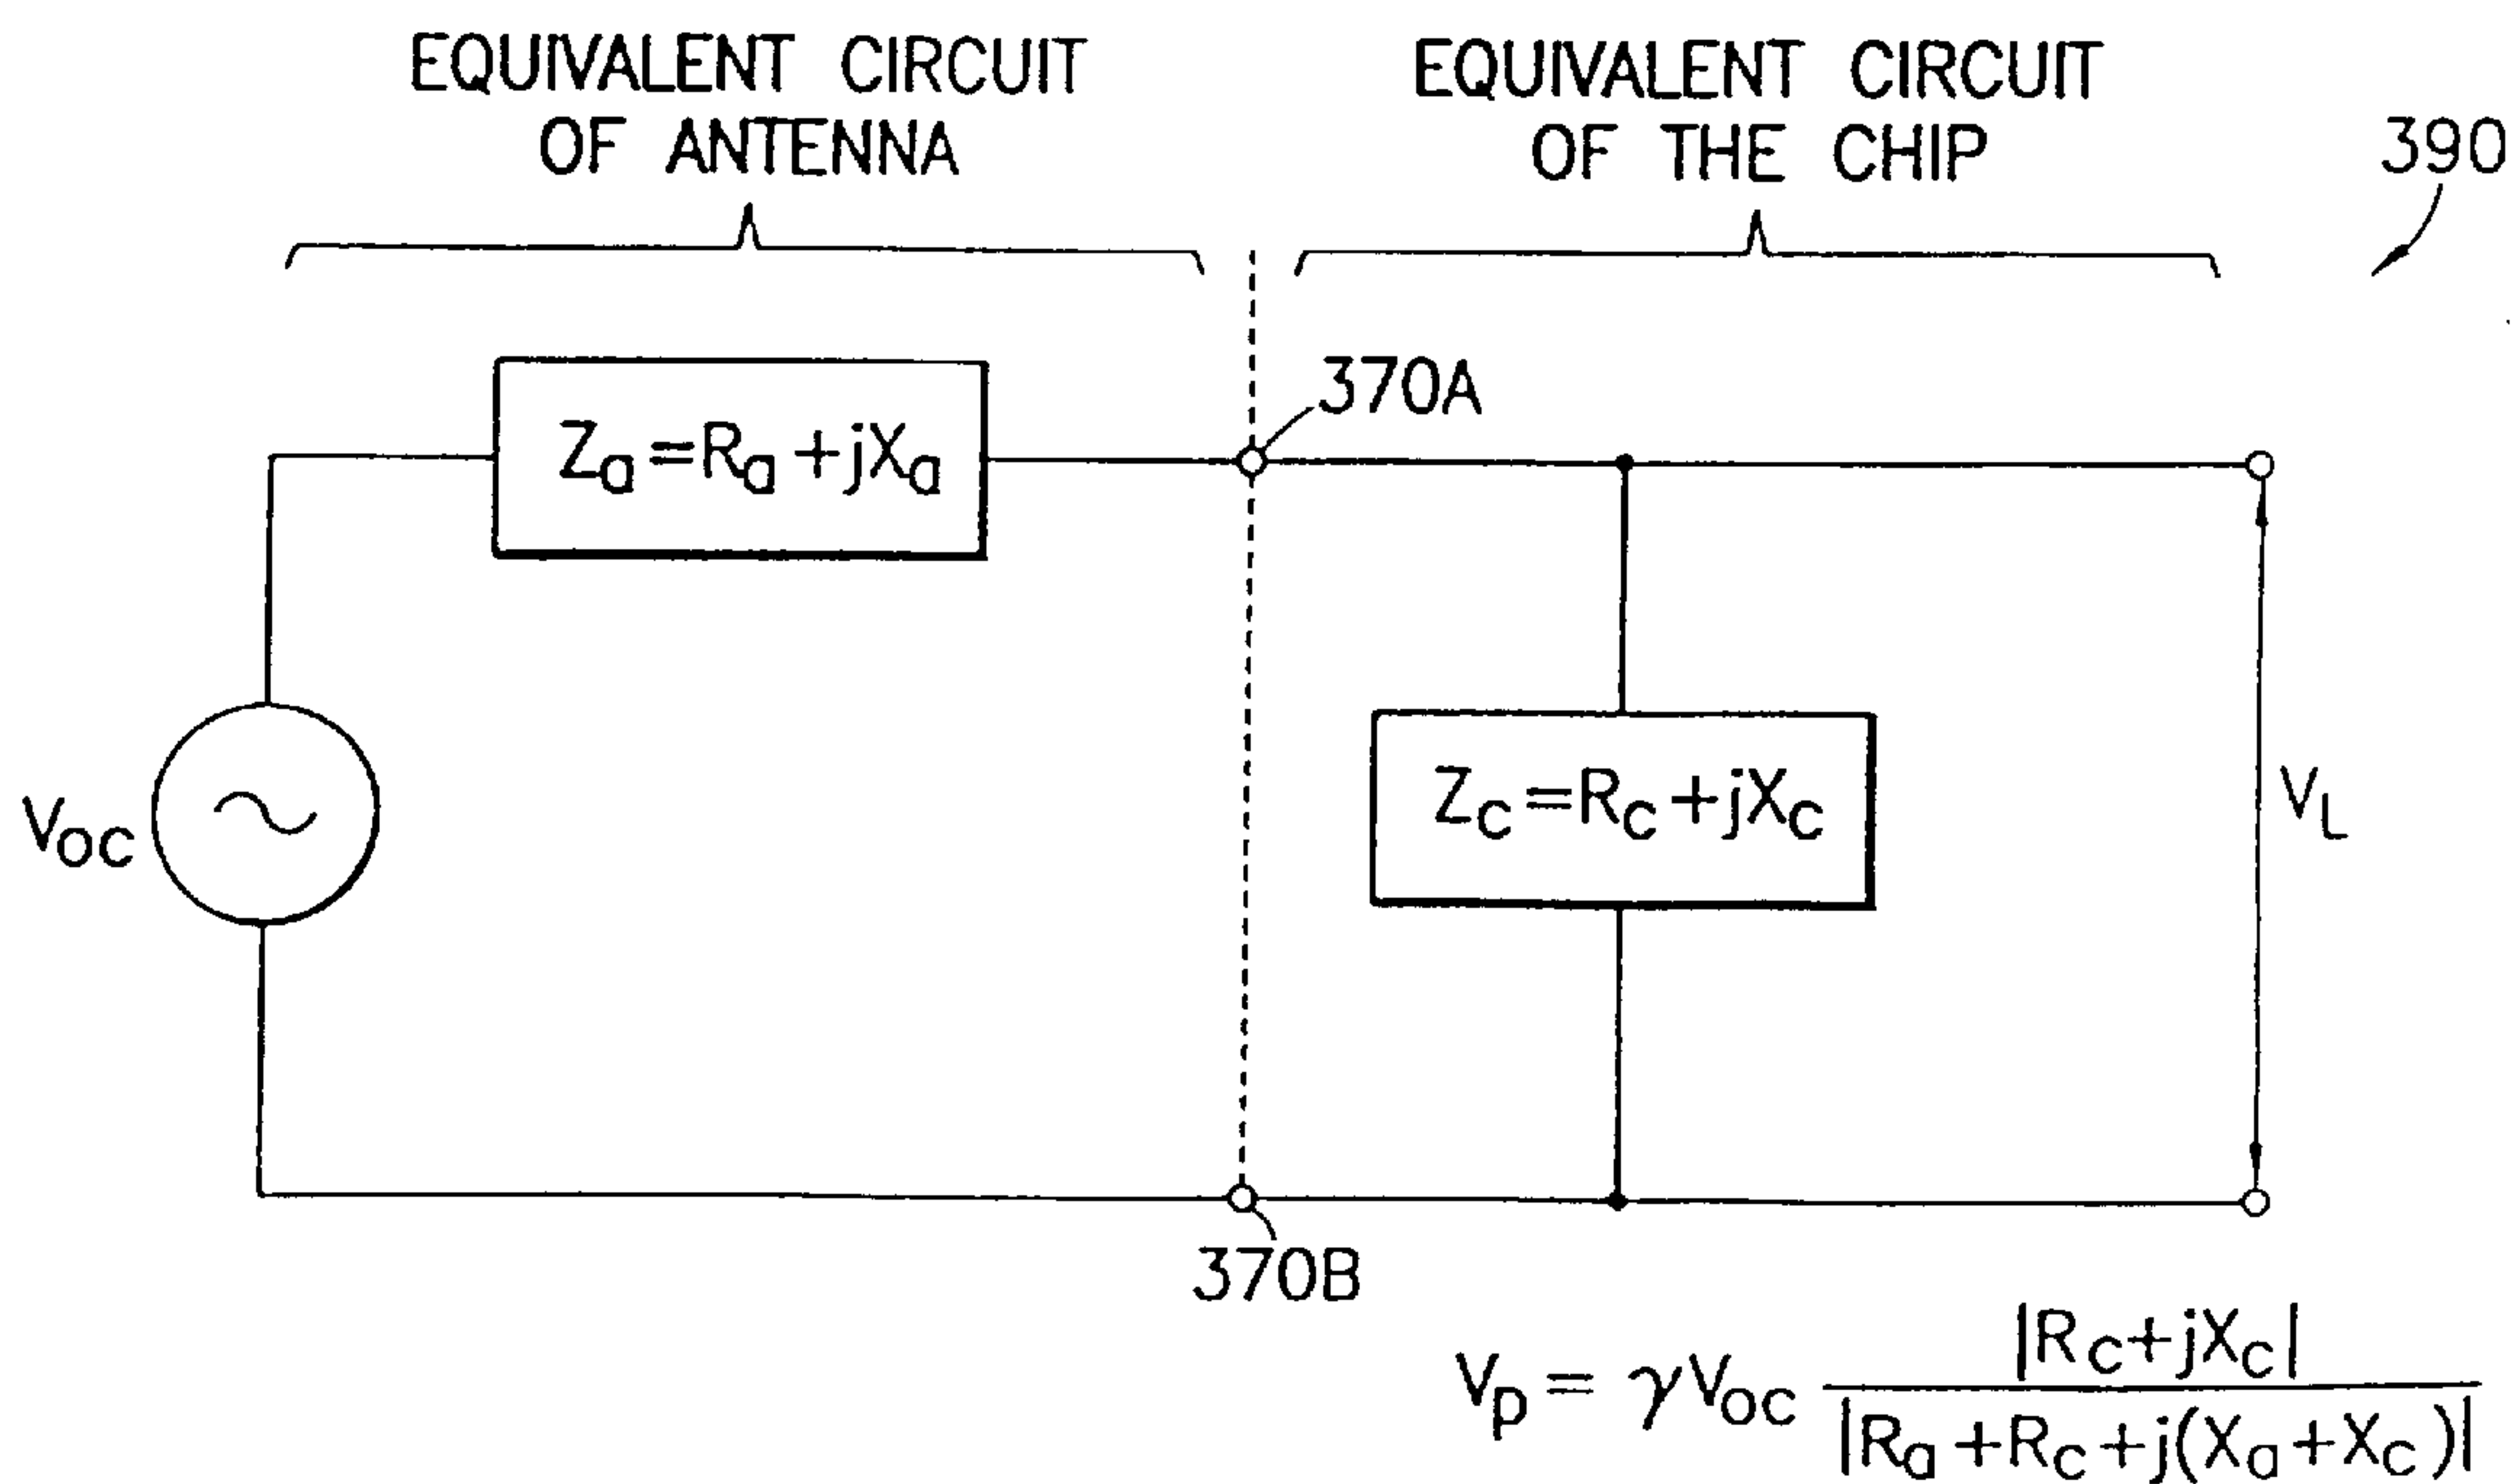 EQUIVALENT CIRCUIT
OF ANTENNA
EQUIVALENT CIRCUIT
OF THE CHIP
390
370A
Za=Ra+jXa
Zc=Rc+jXc
Voc
VL
370B
Vp = γVoc |Rc+jXc| / |Ra+Rc+j(Xa+Xc)|